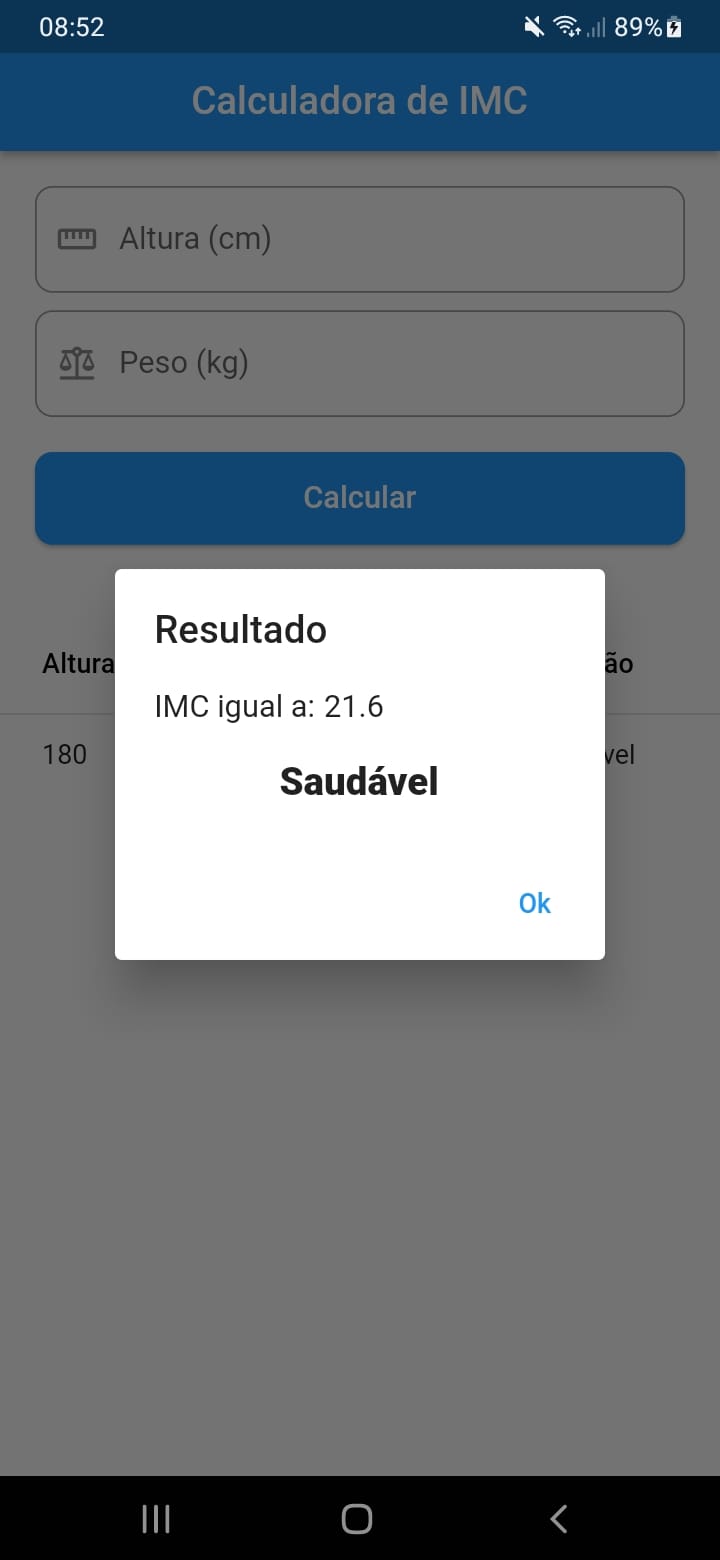 08:52 89%
Calculadora de IMC
Altura (cm)
Peso (kg)
Calcular
Resultado
Altura ão
IMC igual a: 21.6
180 vel
Saudável
Ok